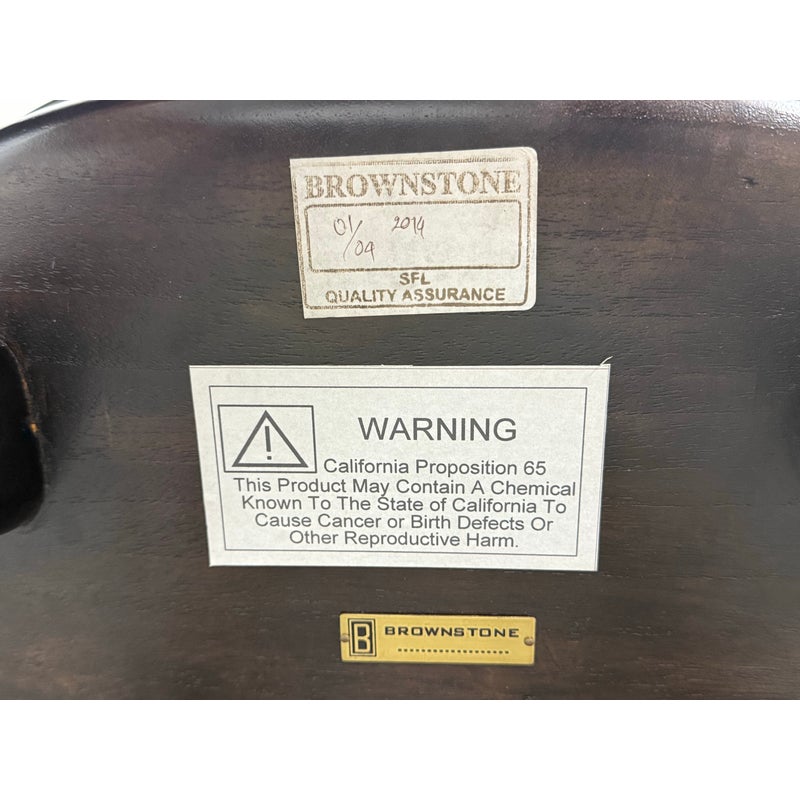 BROWNSTONE
01/04 2014
SFL
QUALITY ASSURANCE
WARNING
California Proposition 65
This Product May Contain A Chemical
Known To The State of California To
Cause Cancer or Birth Defects Or
Other Reproductive Harm.
B BROWNSTONE